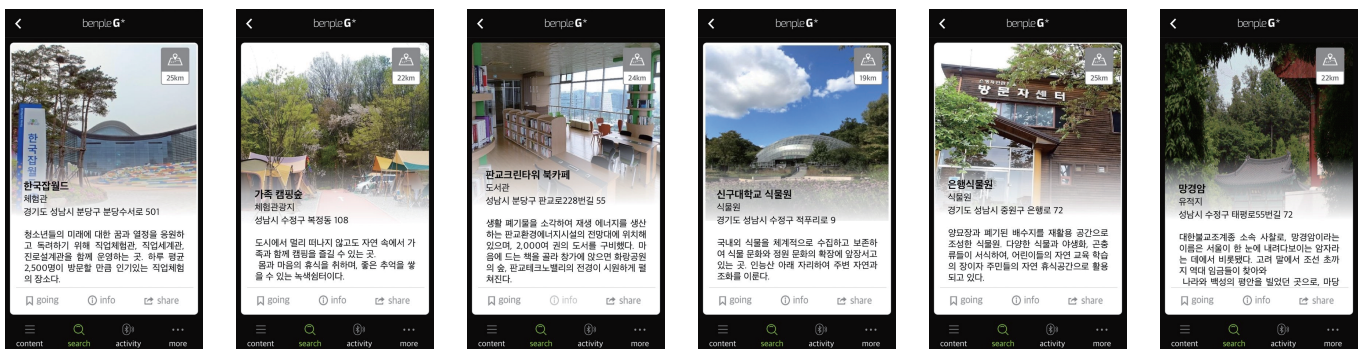 benple G*
25km
한국잡월
한국잡월드
체험관
경기도 성남시 분당구 분당수서로 501
청소년들의 미래에 대한 꿈과 열정을 응원하
고 독려하기 위해 직업체험관, 직업세계관,
진로설계관을 함께 운영하는 곳. 하루 평균
2,500명이 방문할 만큼 인기있는 직업체험
의 장소다.
going info share
content search activity more
benple G*
22km
가족 캠핑숲
체험관광지
성남시 수정구 복정동 108
도시에서 멀리 떠나지 않고도 자연 속에서 가
족과 함께 캠핑을 즐길 수 있는 곳.
몸과 마음의 휴식을 취하며, 좋은 추억을 쌓
을 수 있는 녹색쉼터이다.
going info share
content search activity more
benple G*
24km
판교크린타워 북카페
도서관
성남시 분당구 판교로228번길 55
생활 폐기물을 소각하여 재생 에너지를 생산
하는 판교환경에너지시설의 전망대에 위치해
있으며, 2,000여 권의 도서를 구비했다. 마
음에 드는 책을 골라 창가에 앉으면 화랑공원
의 숲, 판교테크노밸리의 전경이 시원하게 펼
쳐진다.
going info share
content search activity more
benple G*
19km
신구대학교 식물원
식물원
경기도 성남시 수정구 적푸리로 9
국내외 식물을 체계적으로 수집하고 보존하
여 식물 문화와 정원 문화의 확장에 앞장서고
있는 곳. 인능산 아래 자리하여 주변 자연과
조화를 이룬다.
going info share
content search activity more
benple G*
25km
방문자센터
은행식물원
식물원
경기도 성남시 중원구 은행로 72
양묘장과 폐기된 배수지를 재활용 공간으로
조성한 식물원. 다양한 식물과 야생화, 곤충
류들이 서식하여, 어린이들의 자연 교육 학습
의 장이자 주민들의 자연 휴식공간으로 활용
되고 있다.
going info share
content search activity more
benple G*
22km
망경암
유적지
성남시 수정구 태평로55번길 72
대한불교조계종 소속 사찰로, 망경암이라는
이름은 서울이 한 눈에 내려다보이는 암자라
는 데에서 비롯됐다. 고려 말에서 조선 초까
지 역대 임금들이 찾아와
나라와 백성의 평안을 빌었던 곳으로, 마당
going info share
content search activity more